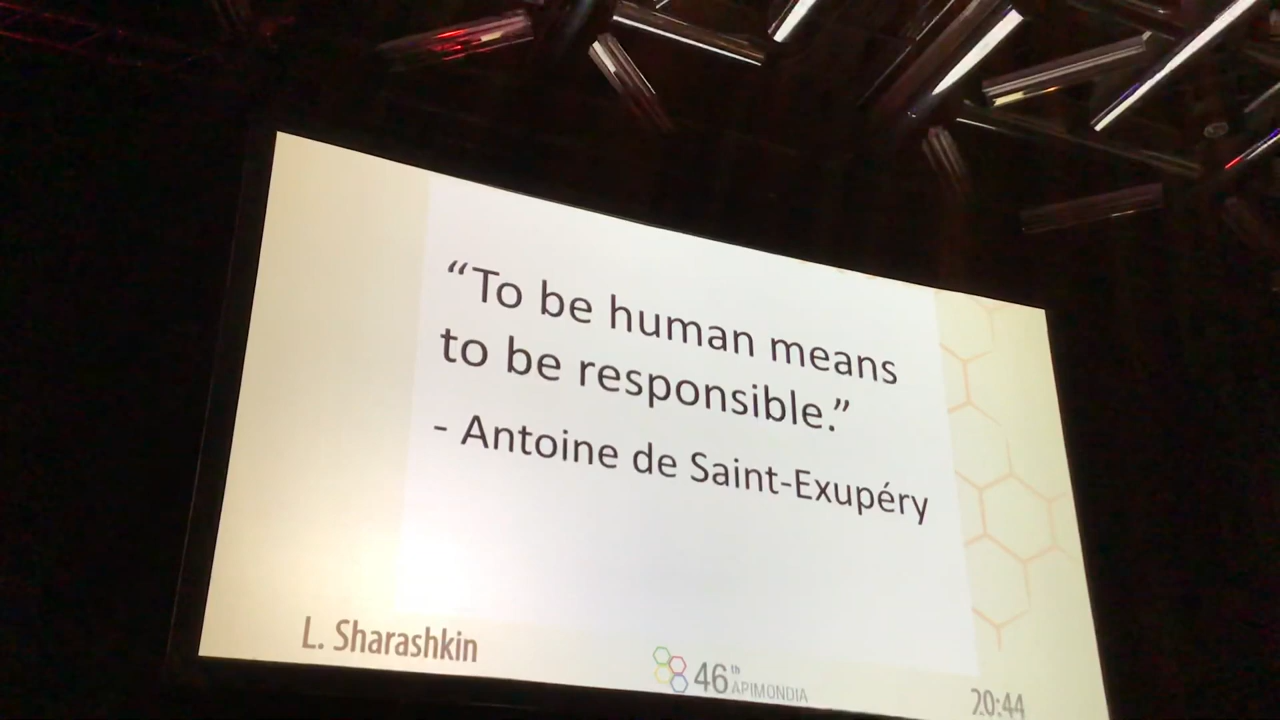 “To be human means
to be responsible.”
- Antoine de Saint-Exupéry
L. Sharashkin
46th APIMONDIA
20:44